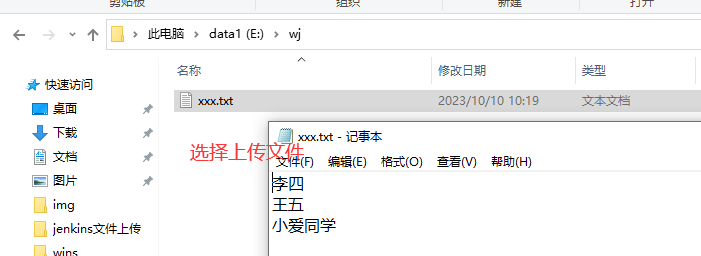 剪贴板 组织 新建 打开
此电脑 data1 (E:) wj
名称 修改日期 类型
快速访问
xxx.txt 2023/10/10 10:19 文本文档
桌面
下载
xxx.txt - 记事本
选择上传文件
文档
文件(F) 编辑(E) 格式(O) 查看(V) 帮助(H)
图片
李四
img
王五
jenkins文件上传
小爱同学
wins